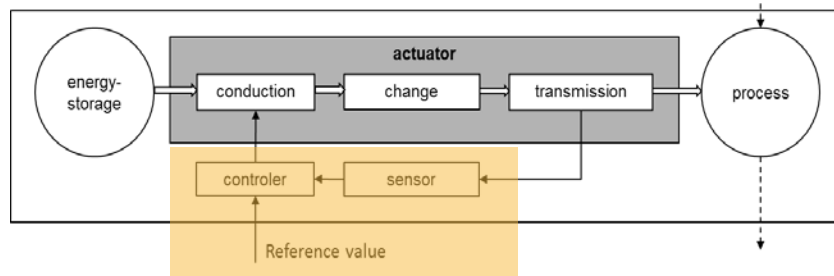 actuator
energy-
storage
conduction
change
transmission
process
controler
sensor
Reference value